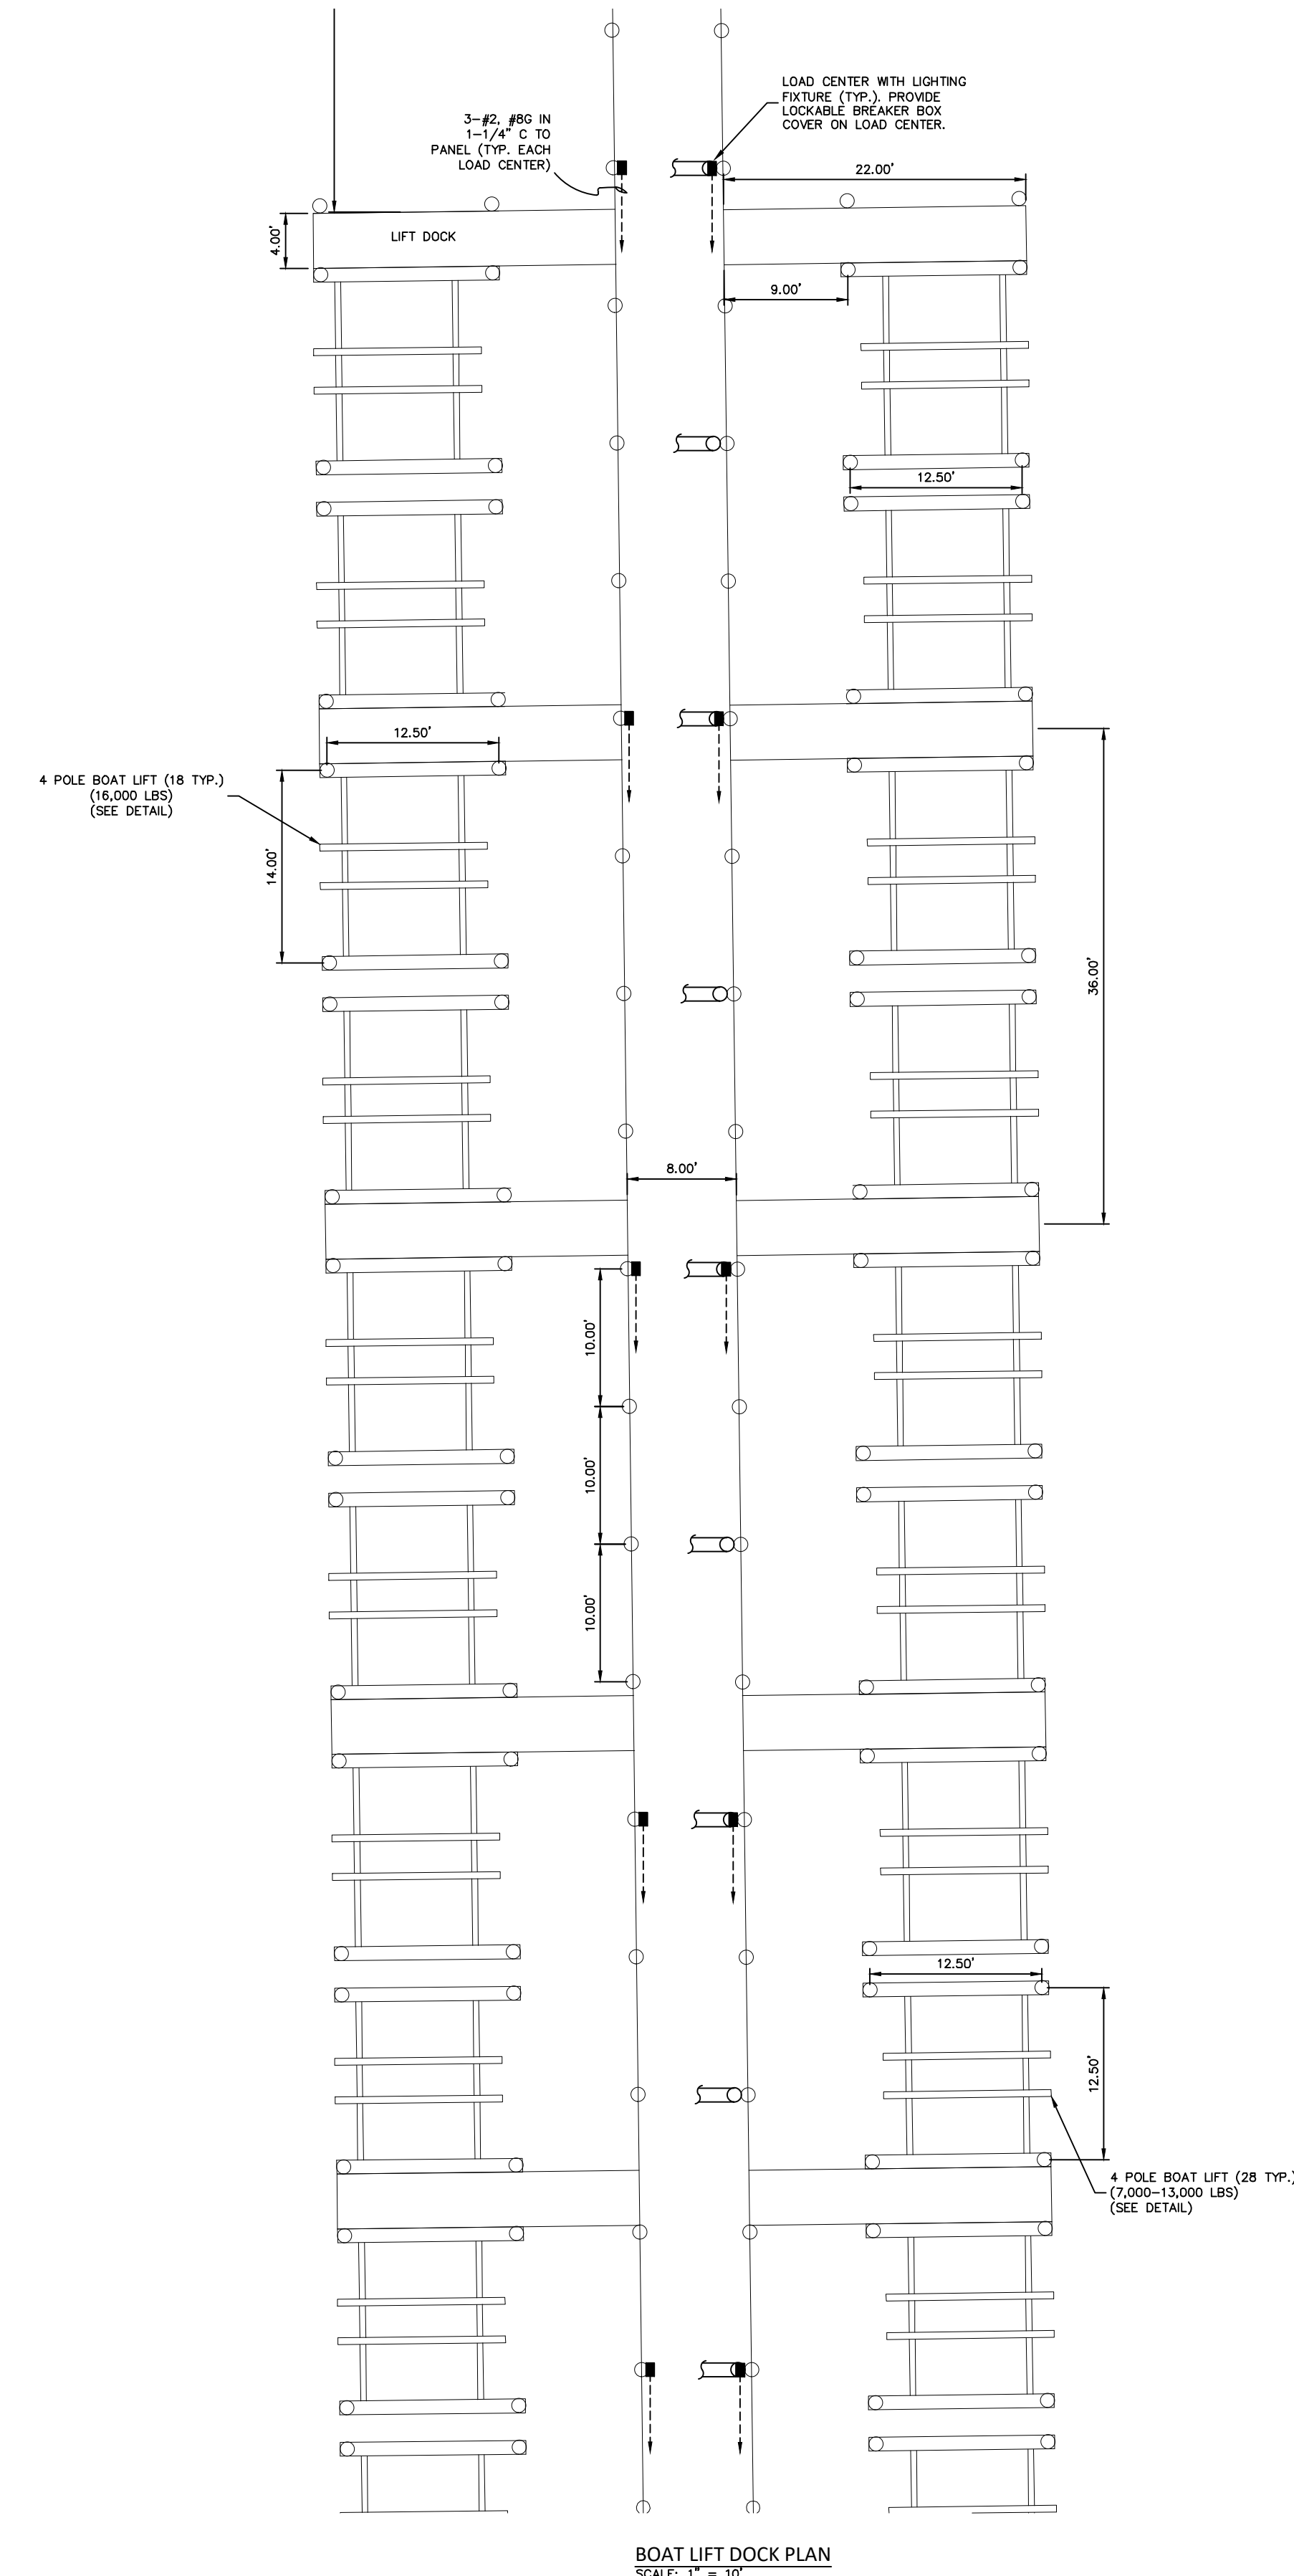 LOAD CENTER WITH LIGHTING
FIXTURE (TYP.). PROVIDE
LOCKABLE BREAKER BOX
COVER ON LOAD CENTER.
3-#2, #8G IN
1-1/4" C TO
PANEL (TYP. EACH
LOAD CENTER)
22.00'
4.00'
LIFT DOCK
9.00'
12.50'
12.50'
4 POLE BOAT LIFT (18 TYP.)
(16,000 LBS)
(SEE DETAIL)
14.00'
36.00'
8.00'
10.00'
10.00'
10.00'
12.50'
12.50'
4 POLE BOAT LIFT (28 TYP.)
(7,000-13,000 LBS)
(SEE DETAIL)
BOAT LIFT DOCK PLAN
SCALE: 1" = 10'